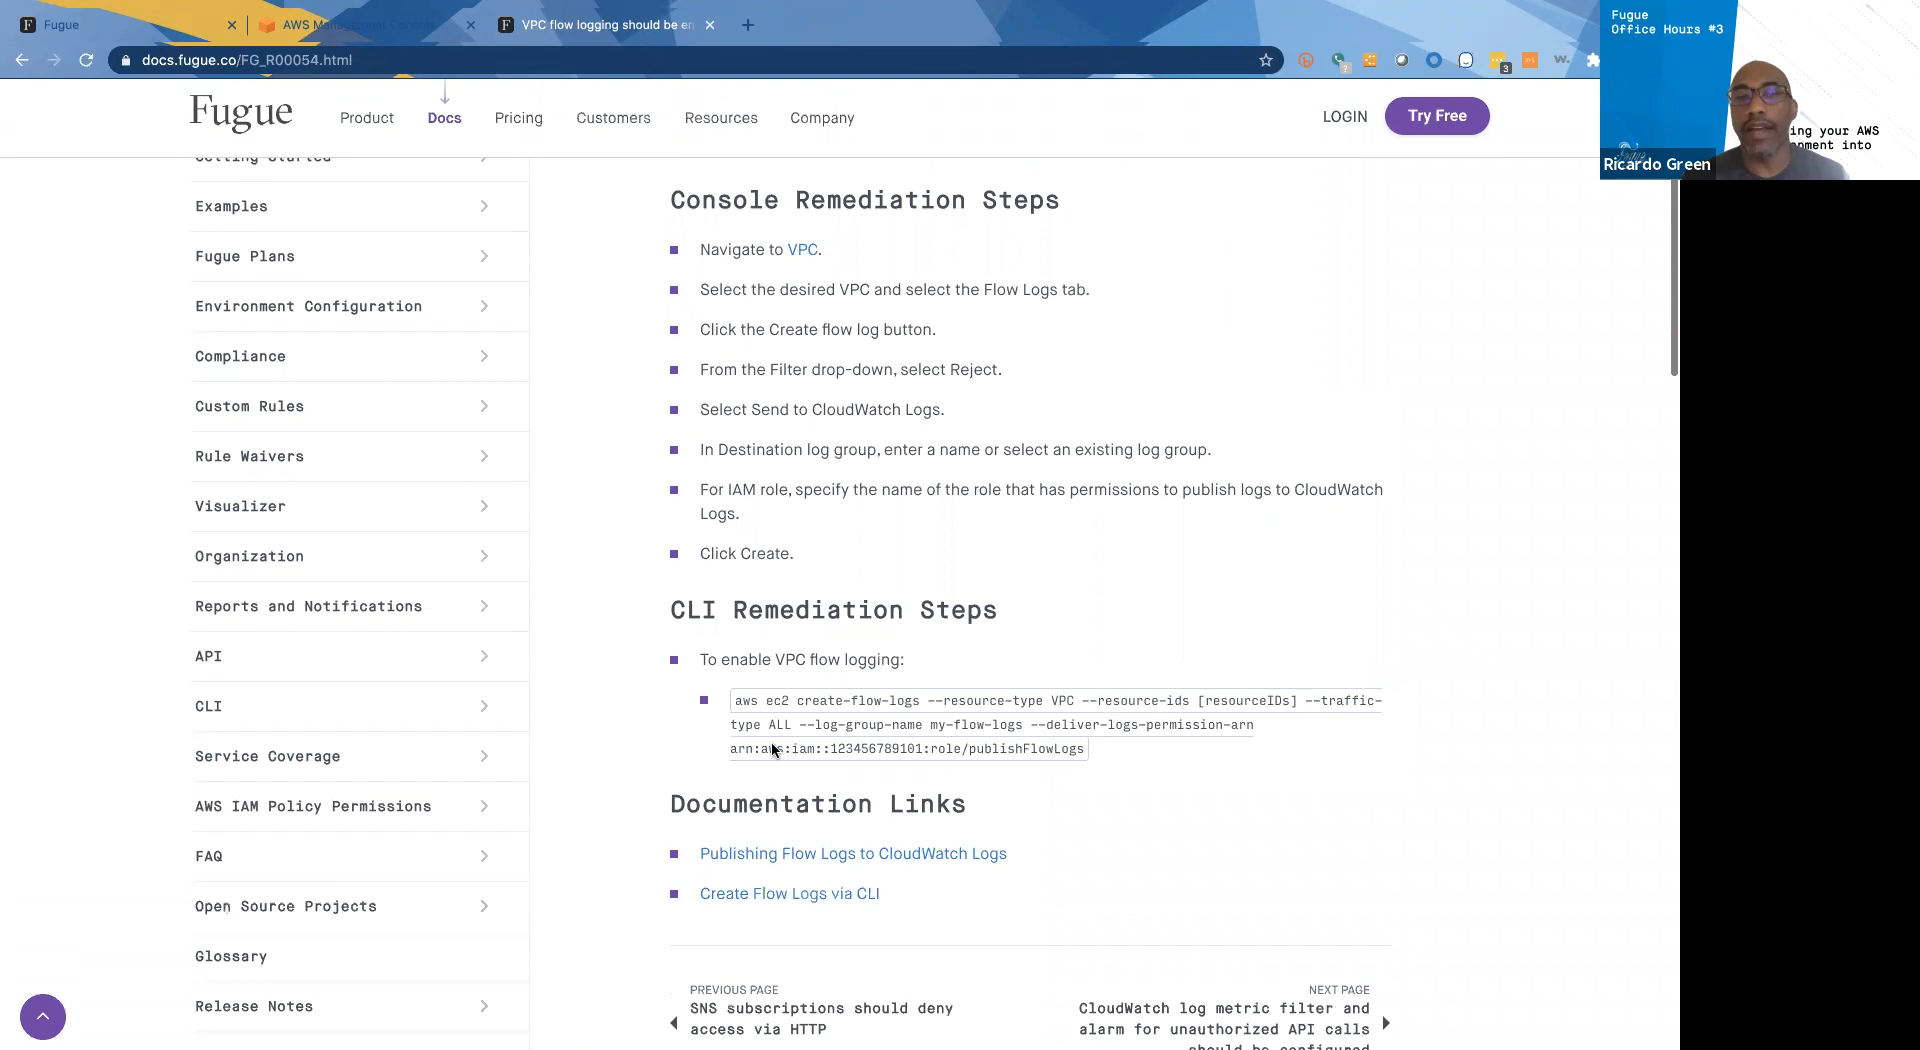 Fugue
AWS Management Console
VPC flow logging should be en
docs.fugue.co/FG_R00054.html
3
Fugue
Office Hours #3
ing your AWS
onment into
Ricardo Green
Fugue
Product
Docs
Pricing
Customers
Resources
Company
LOGIN
Try Free
Getting Started
Examples
Fugue Plans
Environment Configuration
Compliance
Custom Rules
Rule Waivers
Visualizer
Organization
Reports and Notifications
API
CLI
Service Coverage
AWS IAM Policy Permissions
FAQ
Open Source Projects
Glossary
Release Notes
Console Remediation Steps
Navigate to VPC.
Select the desired VPC and select the Flow Logs tab.
Click the Create flow log button.
From the Filter drop-down, select Reject.
Select Send to CloudWatch Logs.
In Destination log group, enter a name or select an existing log group.
For IAM role, specify the name of the role that has permissions to publish logs to CloudWatch
Logs.
Click Create.
CLI Remediation Steps
To enable VPC flow logging:
aws ec2 create-flow-logs --resource-type VPC --resource-ids [resourceIDs] --traffic-
type ALL --log-group-name my-flow-logs --deliver-logs-permission-arn
arn:aws:iam::123456789101:role/publishFlowLogs
Documentation Links
Publishing Flow Logs to CloudWatch Logs
Create Flow Logs via CLI
PREVIOUS PAGE
SNS subscriptions should deny
access via HTTP
NEXT PAGE
CloudWatch log metric filter and
alarm for unauthorized API calls
should be configured